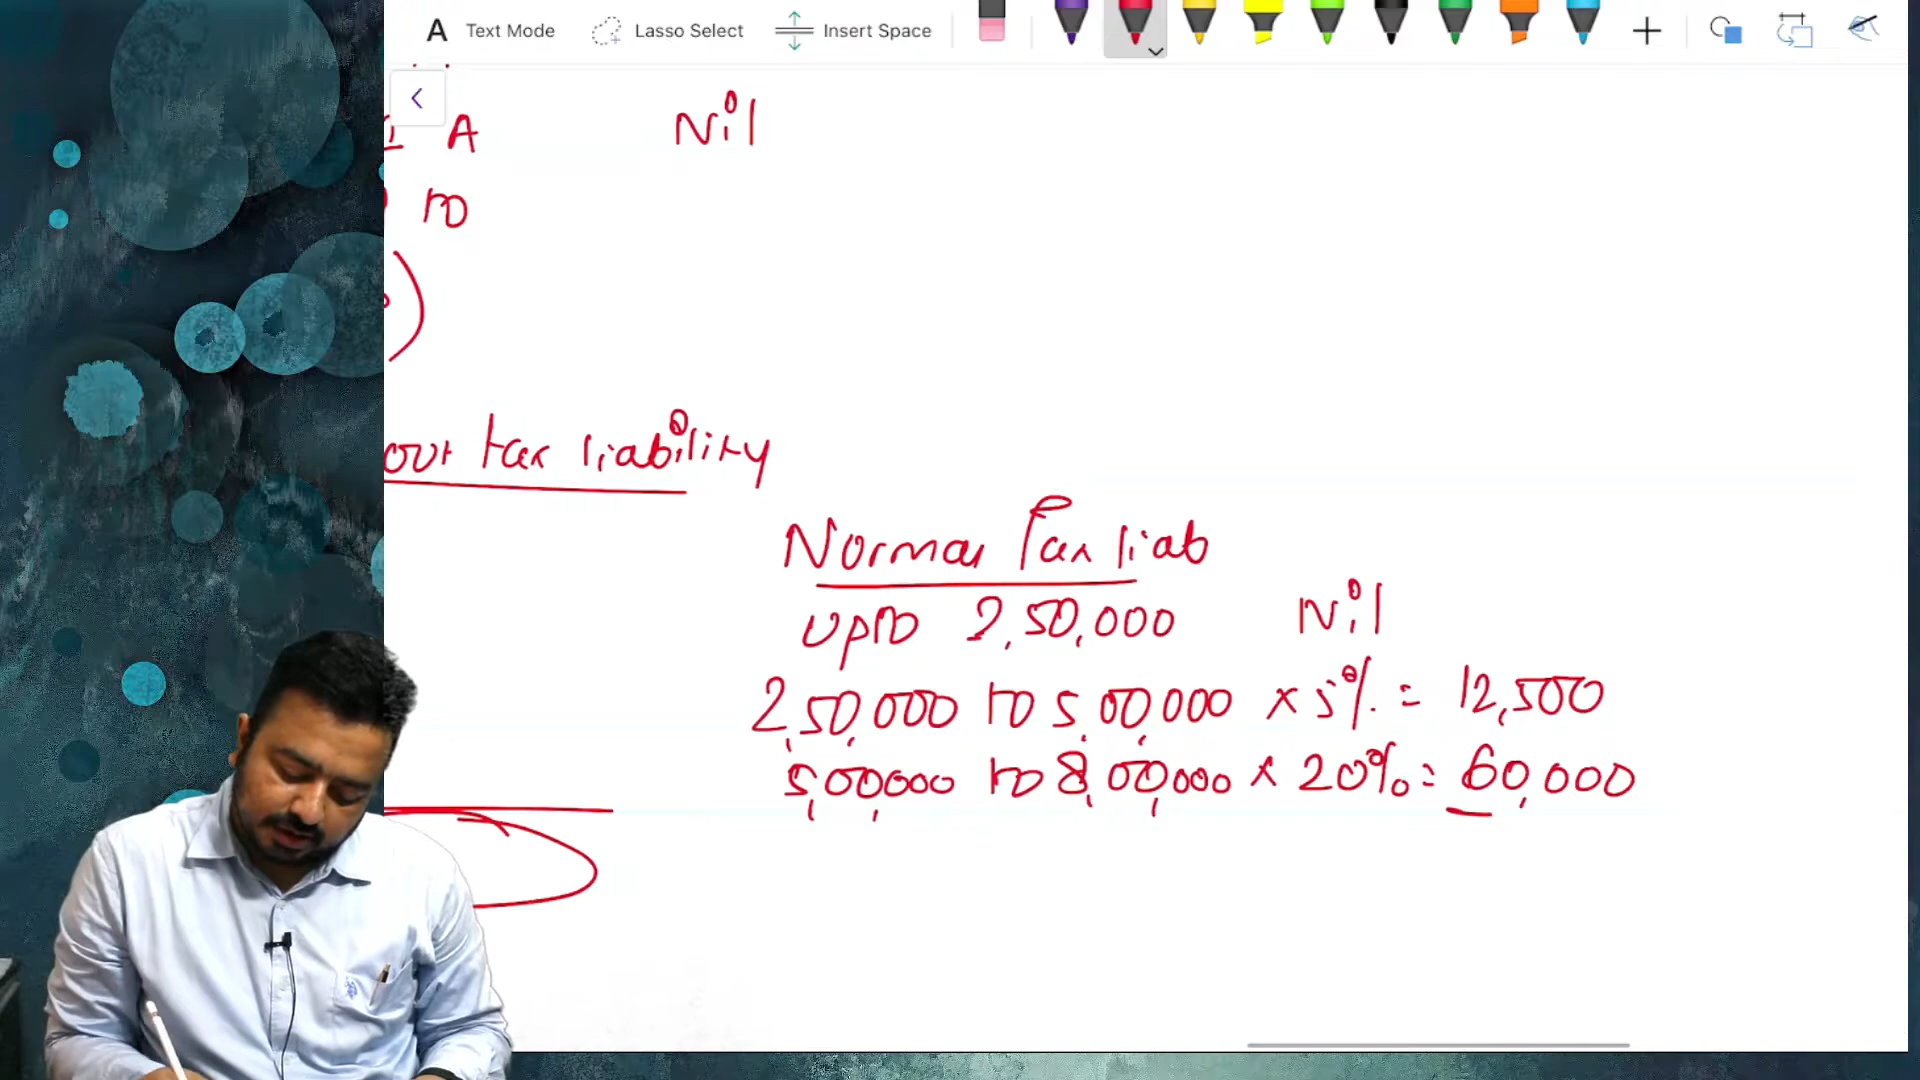 A Text Mode Lasso Select Insert Space
A Nil
to
out tax liability
Normal Tax liab
upto 2,50,000 Nil
2,50,000 to 5,00,000 x 5% = 12,500
5,00,000 to 8,00,000 x 20% = 60,000